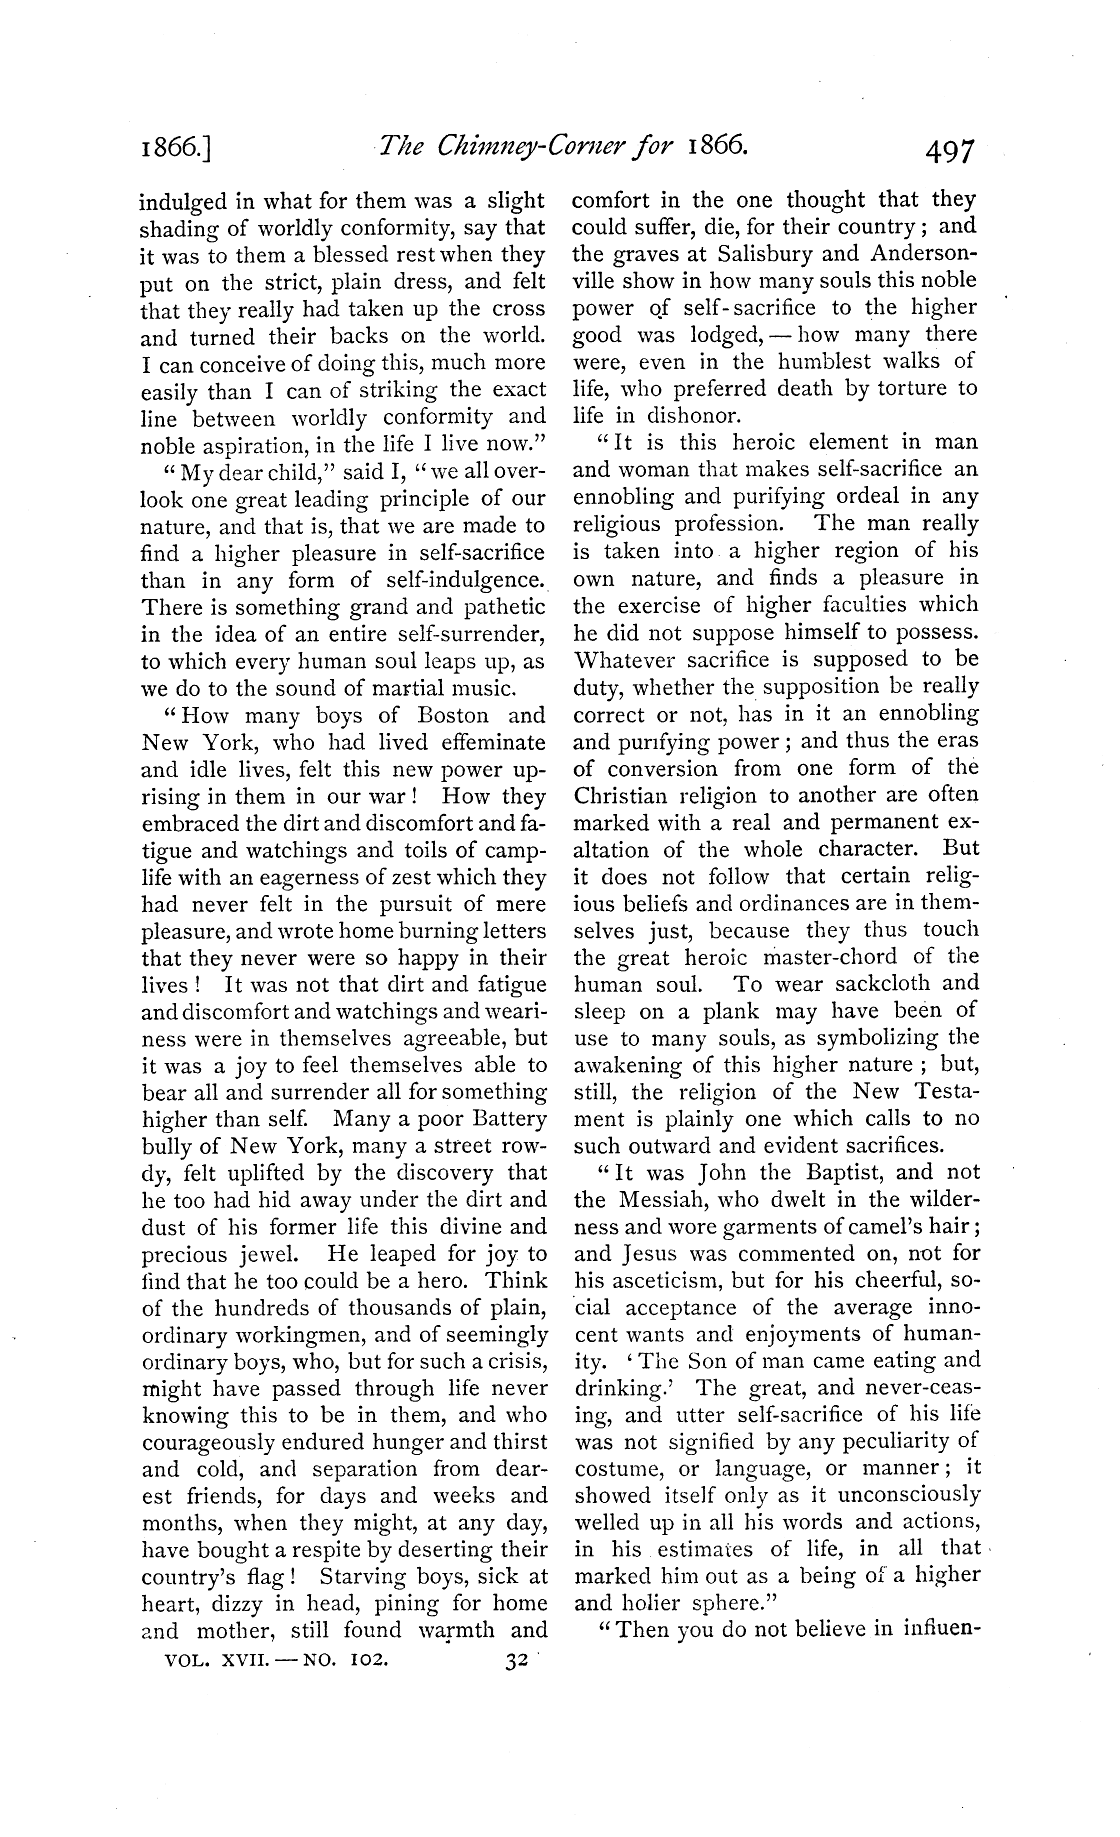 1866.] The Chimney-Corner for 1866. 497
indulged in what for them was a slight
shading of worldly conformity, say that
it was to them a blessed rest when they
put on the strict, plain dress, and felt
that they really had taken up the cross
and turned their backs on the world.
I can conceive of doing this, much more
easily than I can of striking the exact
line between worldly conformity and
noble aspiration, in the life I live now."
"My dear child," said I, "we all over-
look one great leading principle of our
nature, and that is, that we are made to
find a higher pleasure in self-sacrifice
than in any form of self-indulgence.
There is something grand and pathetic
in the idea of an entire self-surrender,
to which every human soul leaps up, as
we do to the sound of martial music.
"How many boys of Boston and
New York, who had lived effeminate
and idle lives, felt this new power up-
rising in them in our war! How they
embraced the dirt and discomfort and fa-
tigue and watchings and toils of camp-
life with an eagerness of zest which they
had never felt in the pursuit of mere
pleasure, and wrote home burning letters
that they never were so happy in their
lives! It was not that dirt and fatigue
and discomfort and watchings and weari-
ness were in themselves agreeable, but
it was a joy to feel themselves able to
bear all and surrender all for something
higher than self. Many a poor Battery
bully of New York, many a street row-
dy, felt uplifted by the discovery that
he too had hid away under the dirt and
dust of his former life this divine and
precious jewel. He leaped for joy to
find that he too could be a hero. Think
of the hundreds of thousands of plain,
ordinary workingmen, and of seemingly
ordinary boys, who, but for such a crisis,
might have passed through life never
knowing this to be in them, and who
courageously endured hunger and thirst
and cold, and separation from dear-
est friends, for days and weeks and
months, when they might, at any day,
have bought a respite by deserting their
country's flag! Starving boys, sick at
heart, dizzy in head, pining for home
and mother, still found warmth and
VOL. XVII. — NO. 102. 32
comfort in the one thought that they
could suffer, die, for their country; and
the graves at Salisbury and Anderson-
ville show in how many souls this noble
power of self-sacrifice to the higher
good was lodged, — how many there
were, even in the humblest walks of
life, who preferred death by torture to
life in dishonor.
"It is this heroic element in man
and woman that makes self-sacrifice an
ennobling and purifying ordeal in any
religious profession. The man really
is taken into a higher region of his
own nature, and finds a pleasure in
the exercise of higher faculties which
he did not suppose himself to possess.
Whatever sacrifice is supposed to be
duty, whether the supposition be really
correct or not, has in it an ennobling
and purifying power; and thus the eras
of conversion from one form of the
Christian religion to another are often
marked with a real and permanent ex-
altation of the whole character. But
it does not follow that certain relig-
ious beliefs and ordinances are in them-
selves just, because they thus touch
the great heroic master-chord of the
human soul. To wear sackcloth and
sleep on a plank may have been of
use to many souls, as symbolizing the
awakening of this higher nature; but,
still, the religion of the New Testa-
ment is plainly one which calls to no
such outward and evident sacrifices.
"It was John the Baptist, and not
the Messiah, who dwelt in the wilder-
ness and wore garments of camel's hair;
and Jesus was commented on, not for
his asceticism, but for his cheerful, so-
cial acceptance of the average inno-
cent wants and enjoyments of human-
ity. 'The Son of man came eating and
drinking.' The great, and never-ceas-
ing, and utter self-sacrifice of his life
was not signified by any peculiarity of
costume, or language, or manner; it
showed itself only as it unconsciously
welled up in all his words and actions,
in his estimates of life, in all that
marked him out as a being of a higher
and holier sphere."
"Then you do not believe in influen-